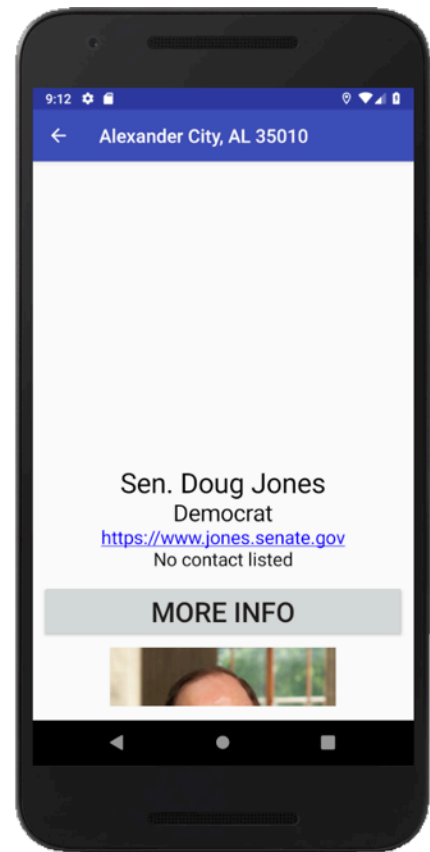 9:12
Alexander City, AL 35010
Sen. Doug Jones
Democrat
https://www.jones.senate.gov
No contact listed
MORE INFO